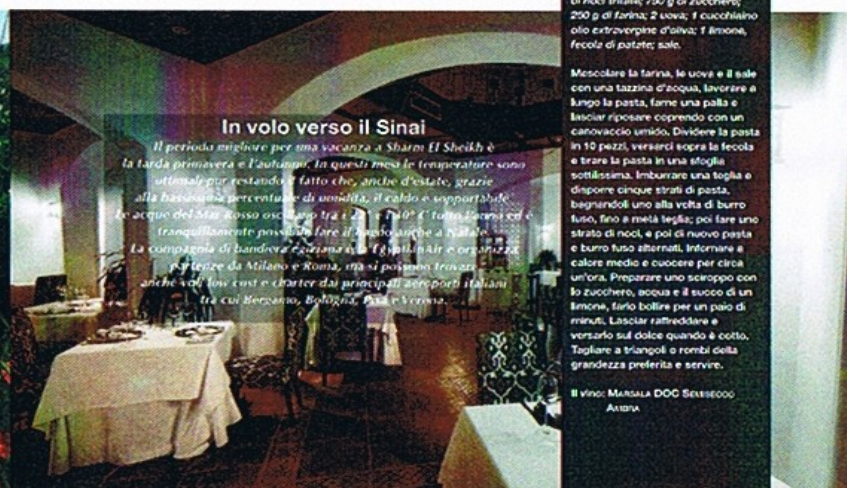 In volo verso il Sinai
Il periodo migliore per una vacanza a Sharm El Sheikh è
la tarda primavera e l'autunno. In questi mesi le temperature sono
ottimali pur restando il fatto che, anche d'estate, grazie
alla bassissima percentuale di umidità, il caldo è sopportabile.
Le acque del Mar Rosso oscillano tra i tutto l'anno ed è
tranquillamente possibile fare il bagno anche a Natale.
La compagnia di bandiera egiziana è EgyptianAir e organizza
partenze da Milano e Roma, ma si possono trovare
anche voli low cost e charter dai principali aeroporti italiani
tra cui Bergamo, Bologna, Pisa e Verona.
di noci tritate; 750 g di zucchero;
250 g di farina; 2 uova; 1 cucchiaino
olio extravergine d'oliva; 1 limone,
fecola di patate; sale.
Mescolare la farina, le uova e il sale
con una tazzina d'acqua, lavorare a
lungo la pasta, farne una palla e
lasciar riposare coprendo con un
canovaccio umido. Dividere la pasta
in 10 pezzi, versarci sopra la fecola
e tirare la pasta in una sfoglia
sottilissima. Imburrare una teglia e
disporre cinque strati di pasta,
bagnandoli uno alla volta di burro
fuso, fino a metà teglia; poi fare uno
strato di noci, e poi di nuovo pasta
e burro fuso alternati. Infornare a
calore medio e cuocere per circa
un'ora. Preparare uno sciroppo con
lo zucchero, acqua e il succo di un
limone, farlo bollire per un paio di
minuti. Lasciar raffreddare e
versarlo sul dolce quando è cotto.
Tagliare a triangoli o rombi della
grandezza preferita e servire.
Il vino: MARSALA DOC SEMISECCO
AMBRA